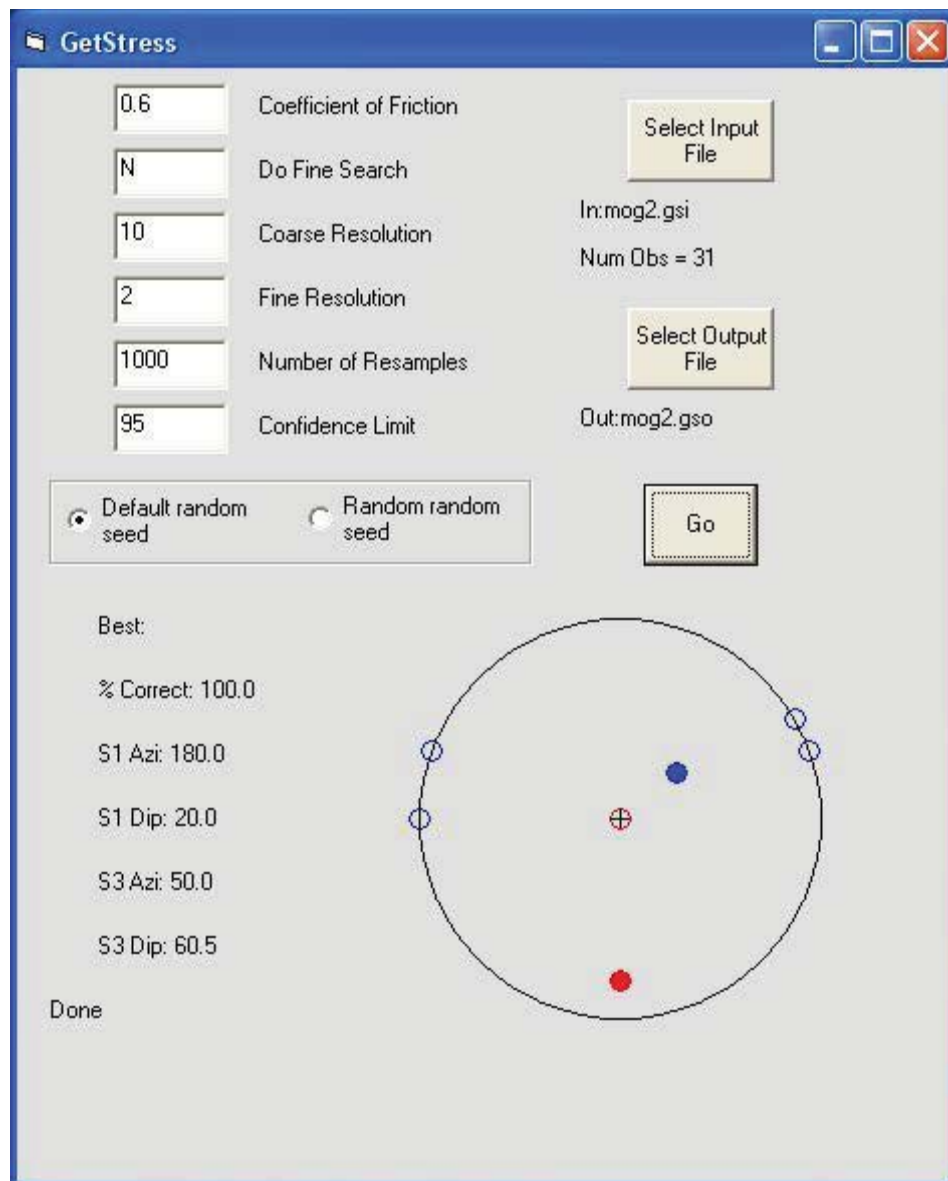 GetStress
0.6
Coefficient of Friction
N
Do Fine Search
10
Coarse Resolution
2
Fine Resolution
1000
Number of Resamples
95
Confidence Limit
Select Input
File
In:mog2.gsi
Num Obs = 31
Select Output
File
Out:mog2.gso
Default random
seed
Random random
seed
Go
Best:
% Correct: 100.0
S1 Azi: 180.0
S1 Dip: 20.0
S3 Azi: 50.0
S3 Dip: 60.5
Done